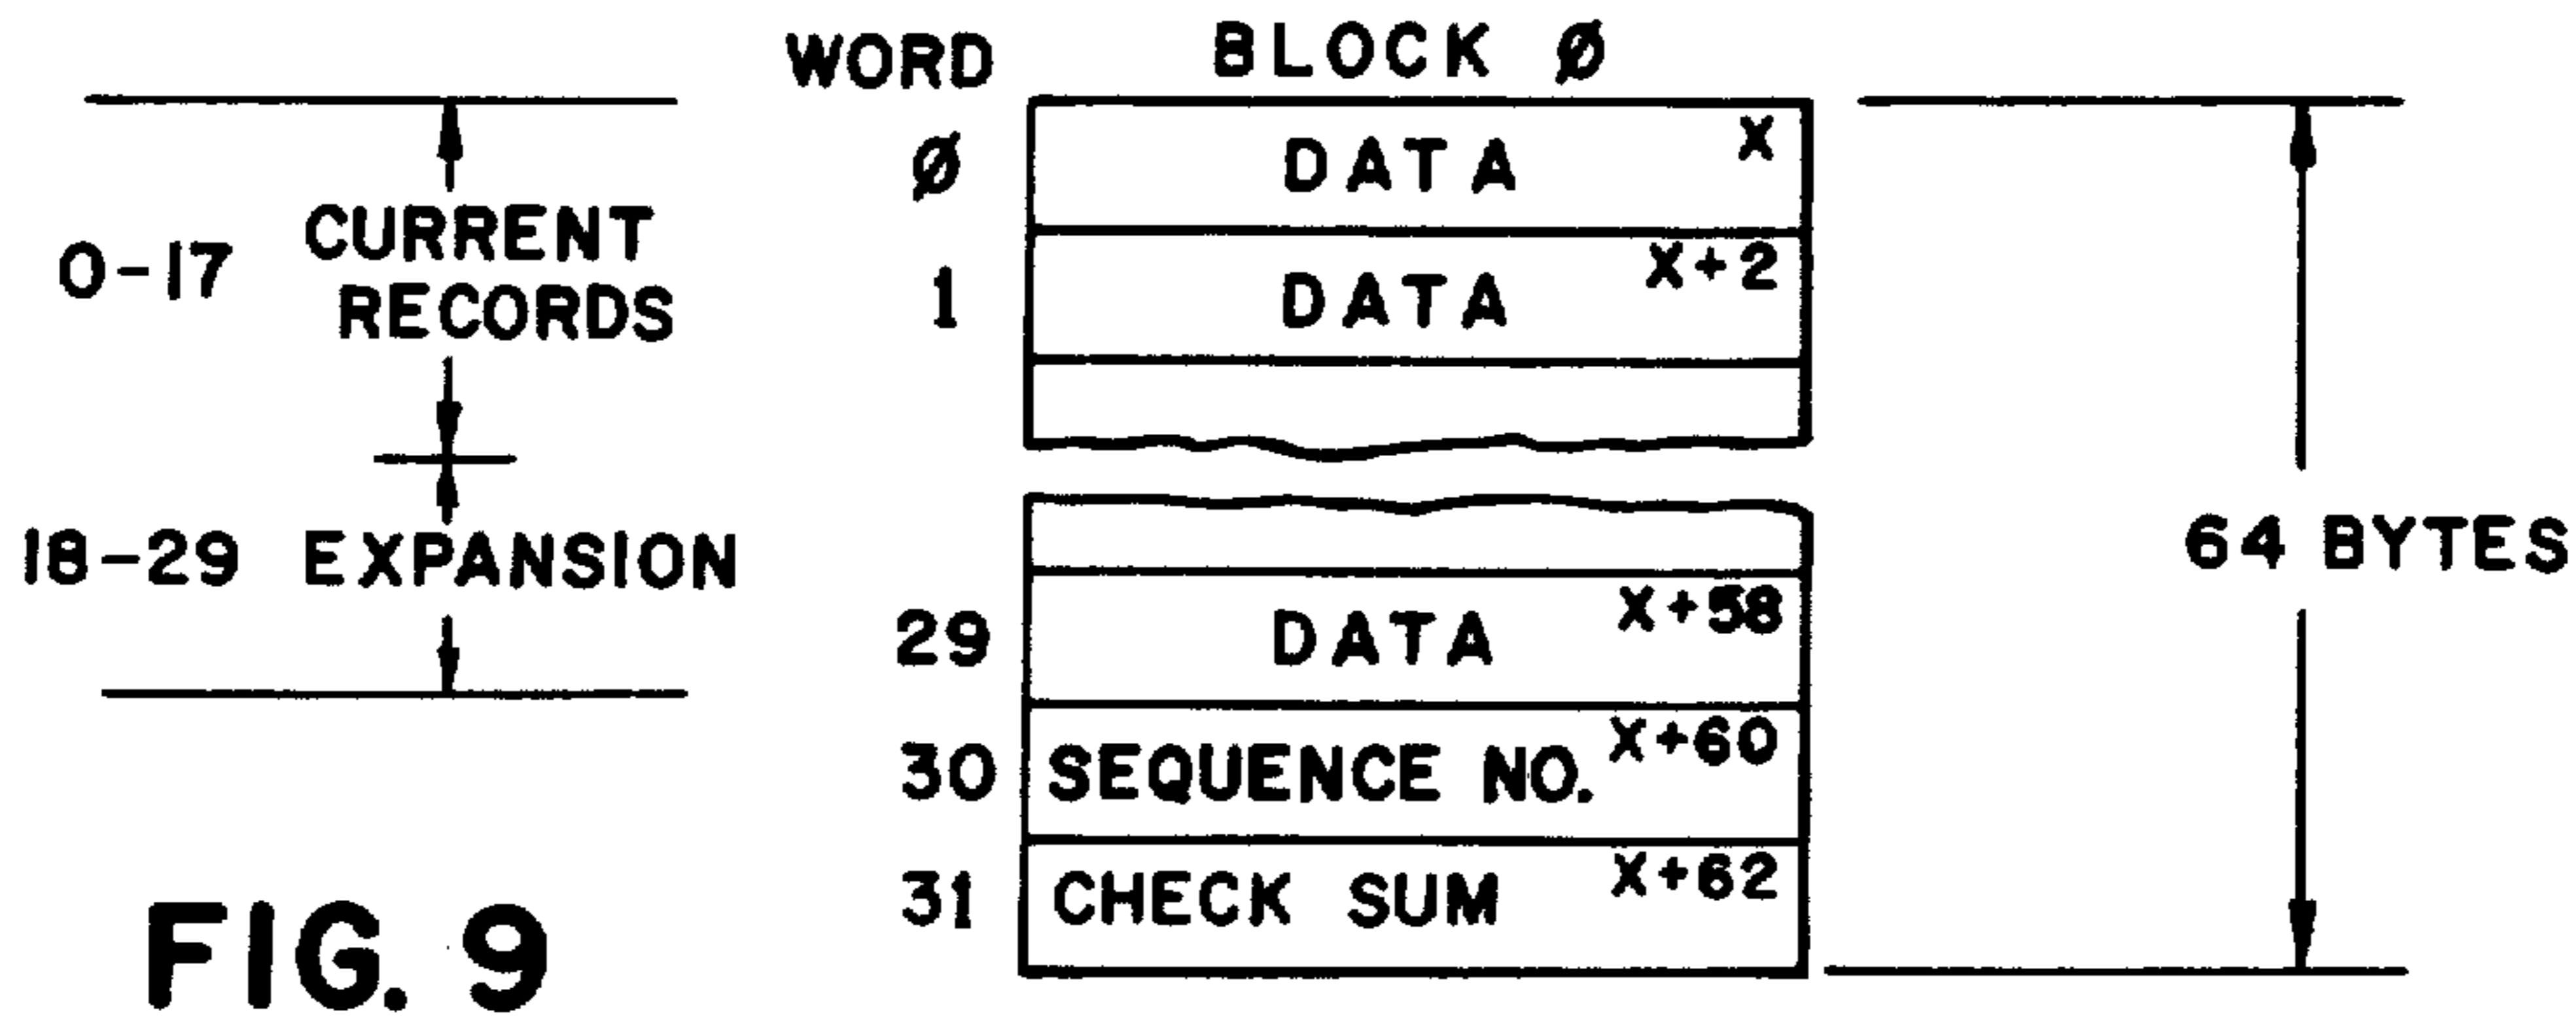 WORD BLOCK Ø
Ø DATA X
0-17 CURRENT RECORDS
1 DATA X+2
18-29 EXPANSION
64 BYTES
29 DATA X+58
30 SEQUENCE NO. X+60
31 CHECK SUM X+62
FIG. 9